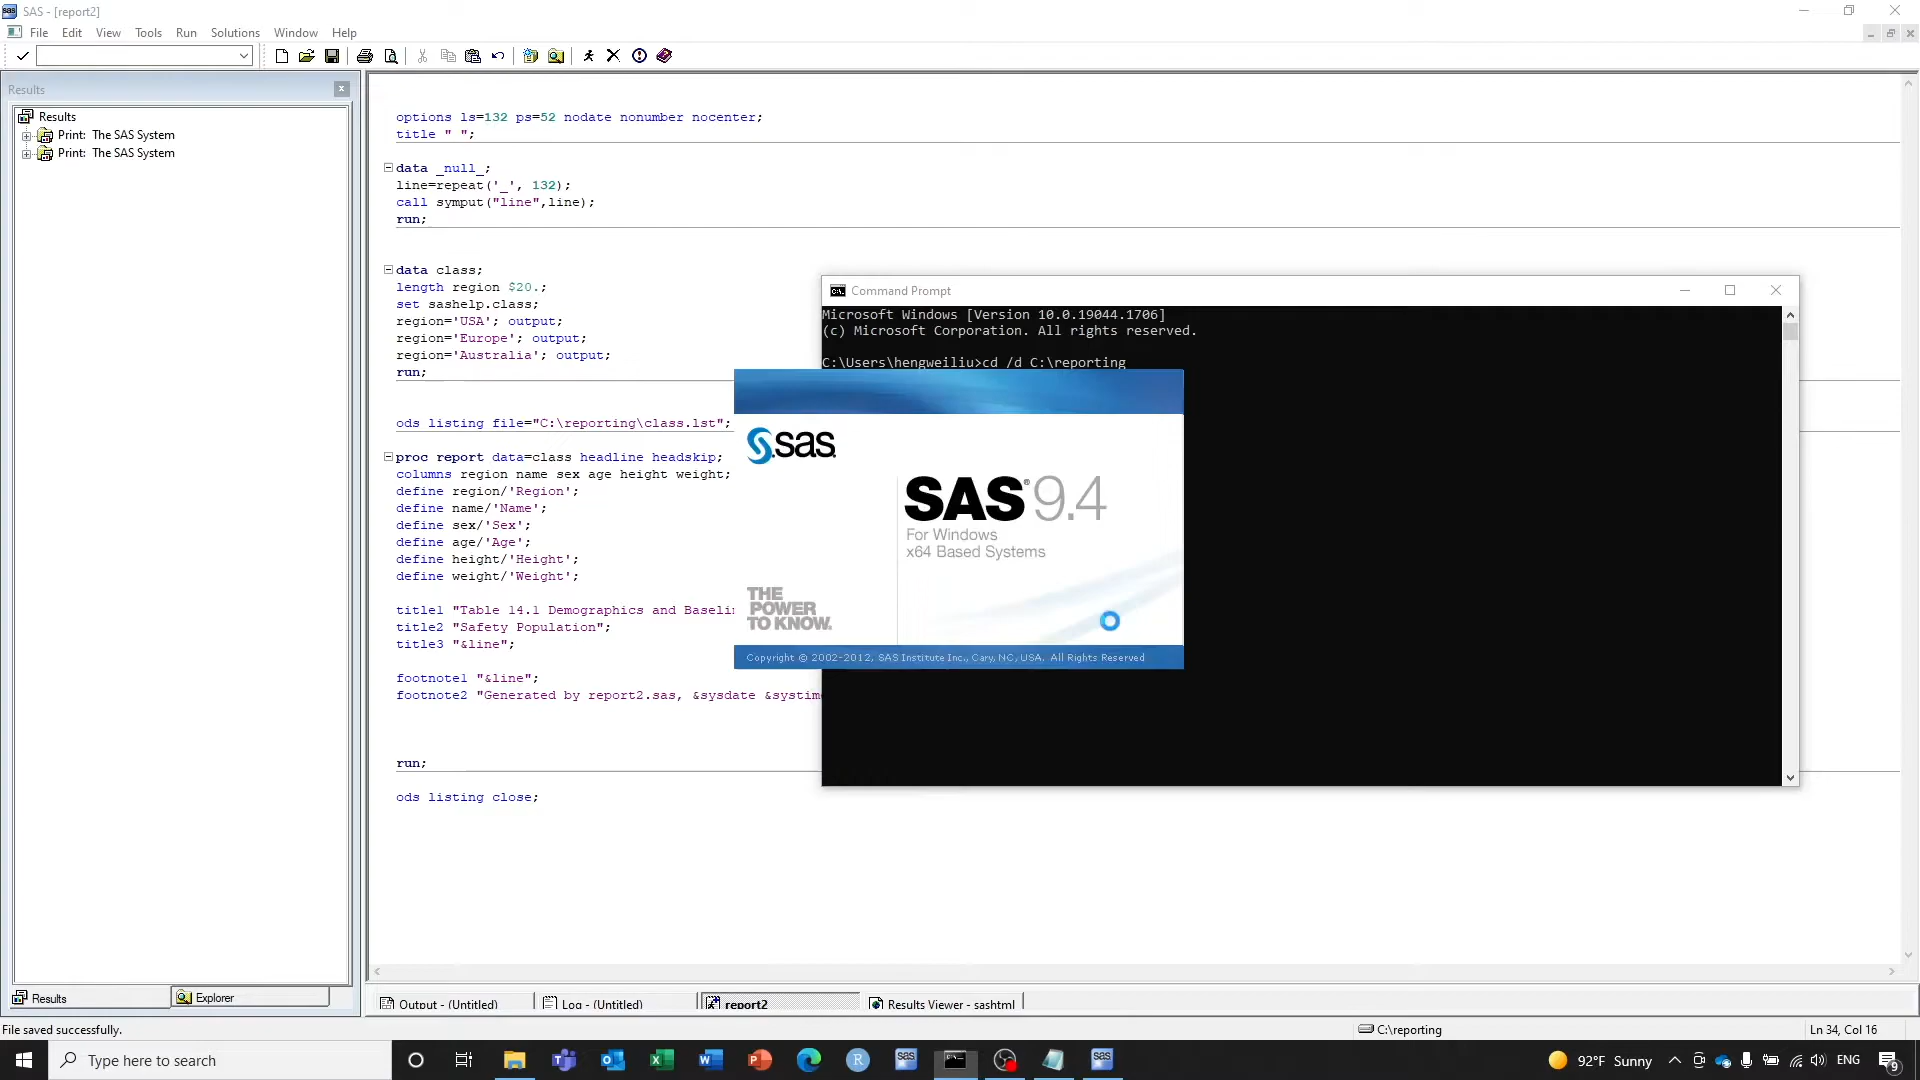 SAS - [report2]
File Edit View Tools Run Solutions Window Help
Results
Results
Print: The SAS System
Print: The SAS System
options ls=132 ps=52 nodate nonumber nocenter;
title " ";
data _null_;
line=repeat('_', 132);
call symput("line",line);
run;
data class;
length region $20.;
set sashelp.class;
region='USA'; output;
region='Europe'; output;
region='Australia'; output;
run;
ods listing file="C:\reporting\class.lst";
proc report data=class headline headskip;
columns region name sex age height weight;
define region/'Region';
define name/'Name';
define sex/'Sex';
define age/'Age';
define height/'Height';
define weight/'Weight';
title1 "Table 14.1 Demographics and Baselin
title2 "Safety Population";
title3 "&line";
footnote1 "&line";
footnote2 "Generated by report2.sas, &sysdate &systime
run;
ods listing close;
Command Prompt
Microsoft Windows [Version 10.0.19044.1706]
(c) Microsoft Corporation. All rights reserved.
C:\Users\hengweiliu>cd /d C:\reporting
sas
SAS® 9.4
For Windows
x64 Based Systems
THE
POWER
TO KNOW.
Copyright © 2002-2012, SAS Institute Inc., Cary, NC, USA. All Rights Reserved
Results Explorer
Output - (Untitled) Log - (Untitled) report2 Results Viewer - sashtml
File saved successfully. C:\reporting Ln 34, Col 16
Type here to search
92°F Sunny ENG 9